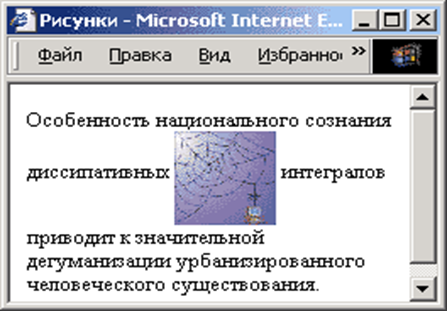 Рисунки - Microsoft Internet E...
Файл Правка Вид Избранно »
Особенность национального сознания
диссипативных интегралов
приводит к значительной
дегуманизации урбанизированного
человеческого существования.